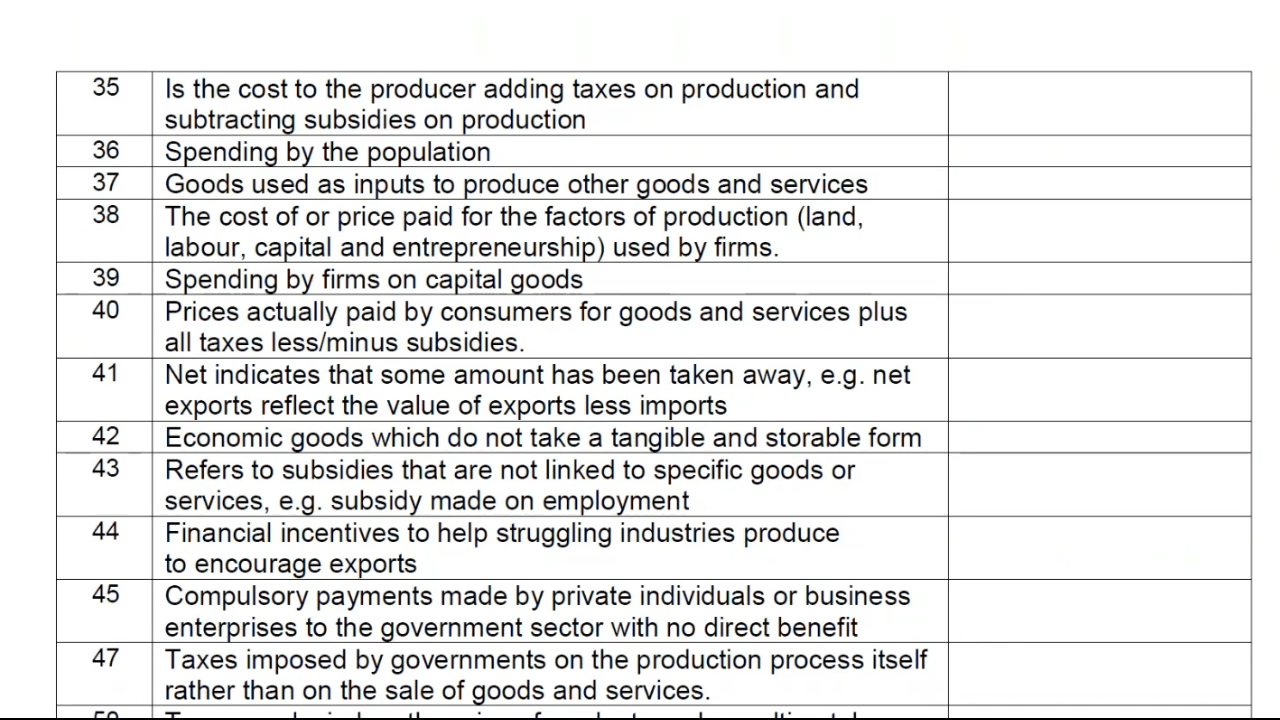 35
Is the cost to the producer adding taxes on production and
subtracting subsidies on production
36
Spending by the population
37
Goods used as inputs to produce other goods and services
38
The cost of or price paid for the factors of production (land,
labour, capital and entrepreneurship) used by firms.
39
Spending by firms on capital goods
40
Prices actually paid by consumers for goods and services plus
all taxes less/minus subsidies.
41
Net indicates that some amount has been taken away, e.g. net
exports reflect the value of exports less imports
42
Economic goods which do not take a tangible and storable form
43
Refers to subsidies that are not linked to specific goods or
services, e.g. subsidy made on employment
44
Financial incentives to help struggling industries produce
to encourage exports
45
Compulsory payments made by private individuals or business
enterprises to the government sector with no direct benefit
47
Taxes imposed by governments on the production process itself
rather than on the sale of goods and services.